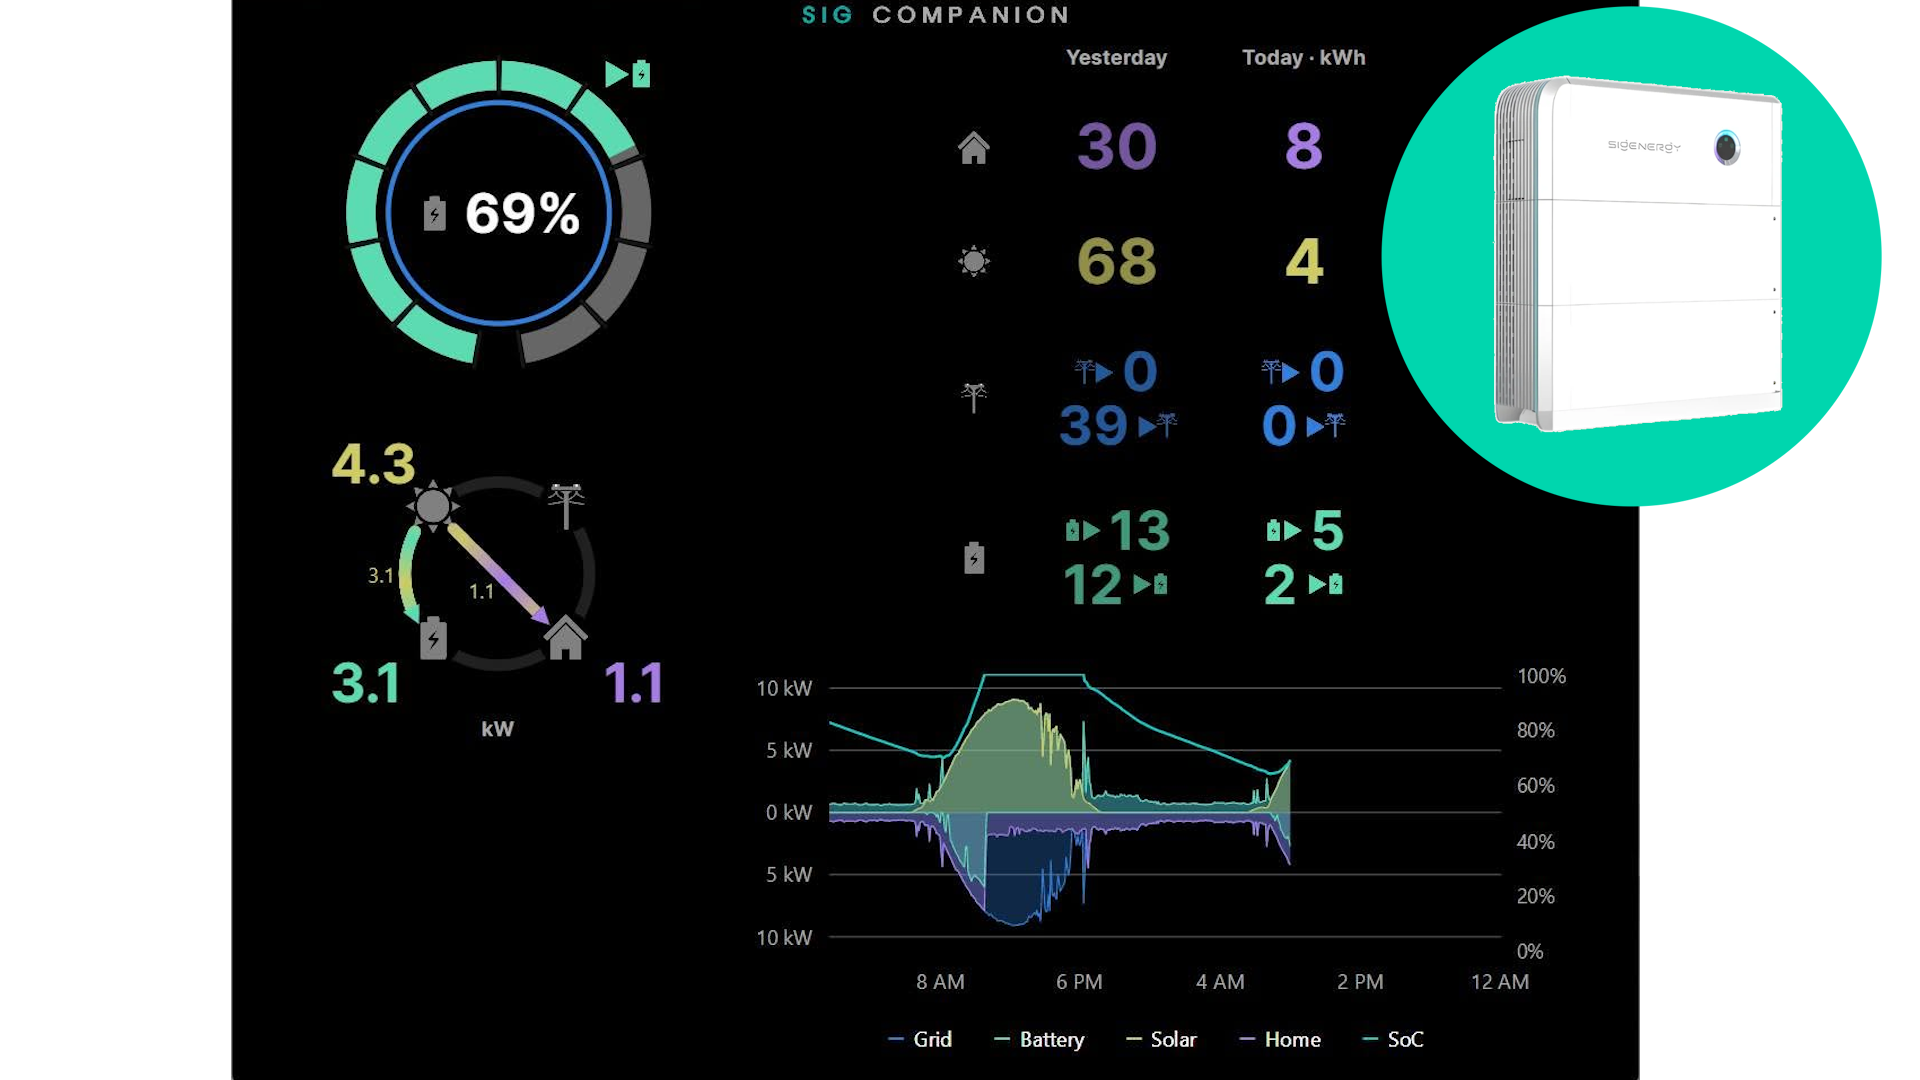 SIG COMPANION
Yesterday
Today · kWh
69%
30
8
68
4
0
0
39
0
13
5
12
2
4.3
3.1
1.1
3.1
1.1
kW
10 kW
5 kW
0 kW
5 kW
10 kW
100%
80%
60%
40%
20%
0%
8 AM
6 PM
4 AM
2 PM
12 AM
Grid
Battery
Solar
Home
SoC
SIGENERGY